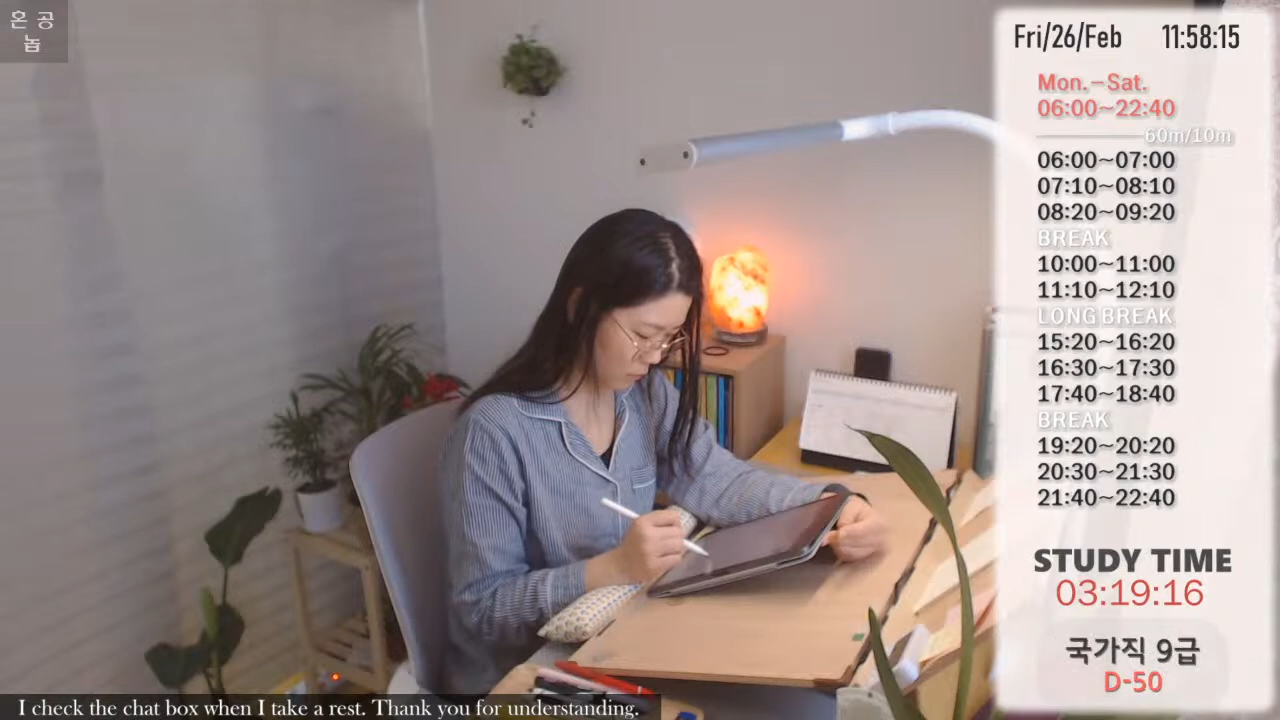 혼 공
놉
Fri/26/Feb 11:58:15
Mon.–Sat.
06:00~22:40
60m/10m
06:00~07:00
07:10~08:10
08:20~09:20
BREAK
10:00~11:00
11:10~12:10
LONG BREAK
15:20~16:20
16:30~17:30
17:40~18:40
BREAK
19:20~20:20
20:30~21:30
21:40~22:40
STUDY TIME
03:19:16
국가직 9급
D-50
I check the chat box when I take a rest. Thank you for understanding.